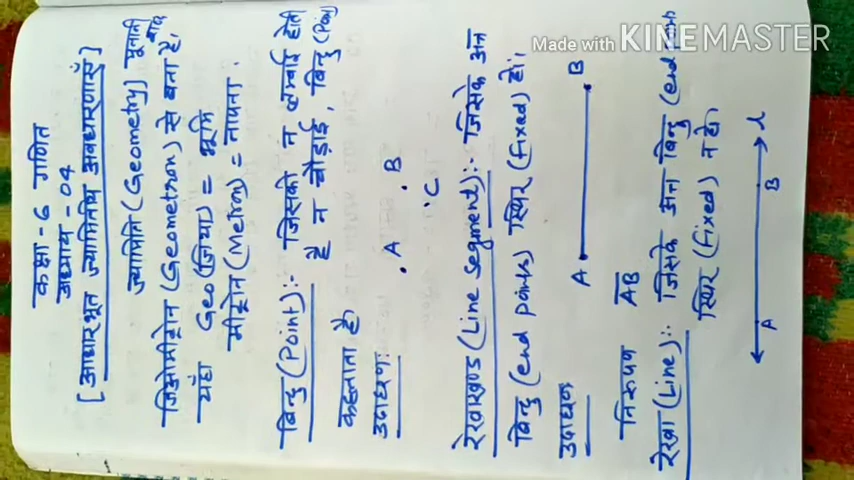 कक्षा - 6 गणित
अध्याय - 04
[आधारभूत ज्यामितीय अवधारणाएँ]
ज्यामिति (Geometry) यूनानी शब्द
जिओमीट्रोन (Geometron) से बना है।
यहाँ Geo (जिया) = भूमि
मीट्रोन (Metron) = नापना.
बिन्दु (Point):- जिसकी न लम्बाई होती
है न चौड़ाई, बिन्दु (Point)
कहलाता है।
उदाहरण:
.A .B
.C
रेखाखण्ड (Line segment):- जिसके अन्त
बिन्दु (end points) स्थिर (Fixed) हो।
उदाहरण
A B
निरूपण AB
रेखा (Line):- जिसके अन्त बिन्दु (end points)
स्थिर (Fixed) न हो।
A B l
Made with KINEMASTER